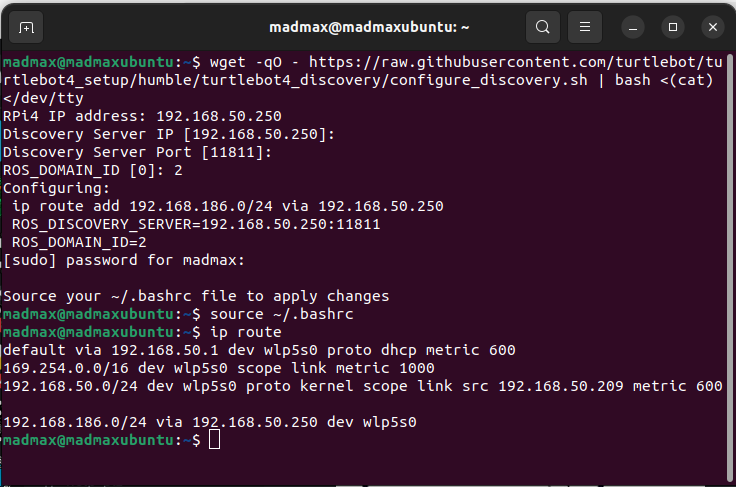 madmax@madmaxubuntu: ~
madmax@madmaxubuntu:~$ wget -qO - https://raw.githubusercontent.com/turtlebot/tu
rtlebot4_setup/humble/turtlebot4_discovery/configure_discovery.sh | bash <(cat)
</dev/tty
RPi4 IP address: 192.168.50.250
Discovery Server IP [192.168.50.250]:
Discovery Server Port [11811]:
ROS_DOMAIN_ID [0]: 2
Configuring:
 ip route add 192.168.186.0/24 via 192.168.50.250
 ROS_DISCOVERY_SERVER=192.168.50.250:11811
 ROS_DOMAIN_ID=2
[sudo] password for madmax:
Source your ~/.bashrc file to apply changes
madmax@madmaxubuntu:~$ source ~/.bashrc
madmax@madmaxubuntu:~$ ip route
default via 192.168.50.1 dev wlp5s0 proto dhcp metric 600
169.254.0.0/16 dev wlp5s0 scope link metric 1000
192.168.50.0/24 dev wlp5s0 proto kernel scope link src 192.168.50.209 metric 600
192.168.186.0/24 via 192.168.50.250 dev wlp5s0
madmax@madmaxubuntu:~$